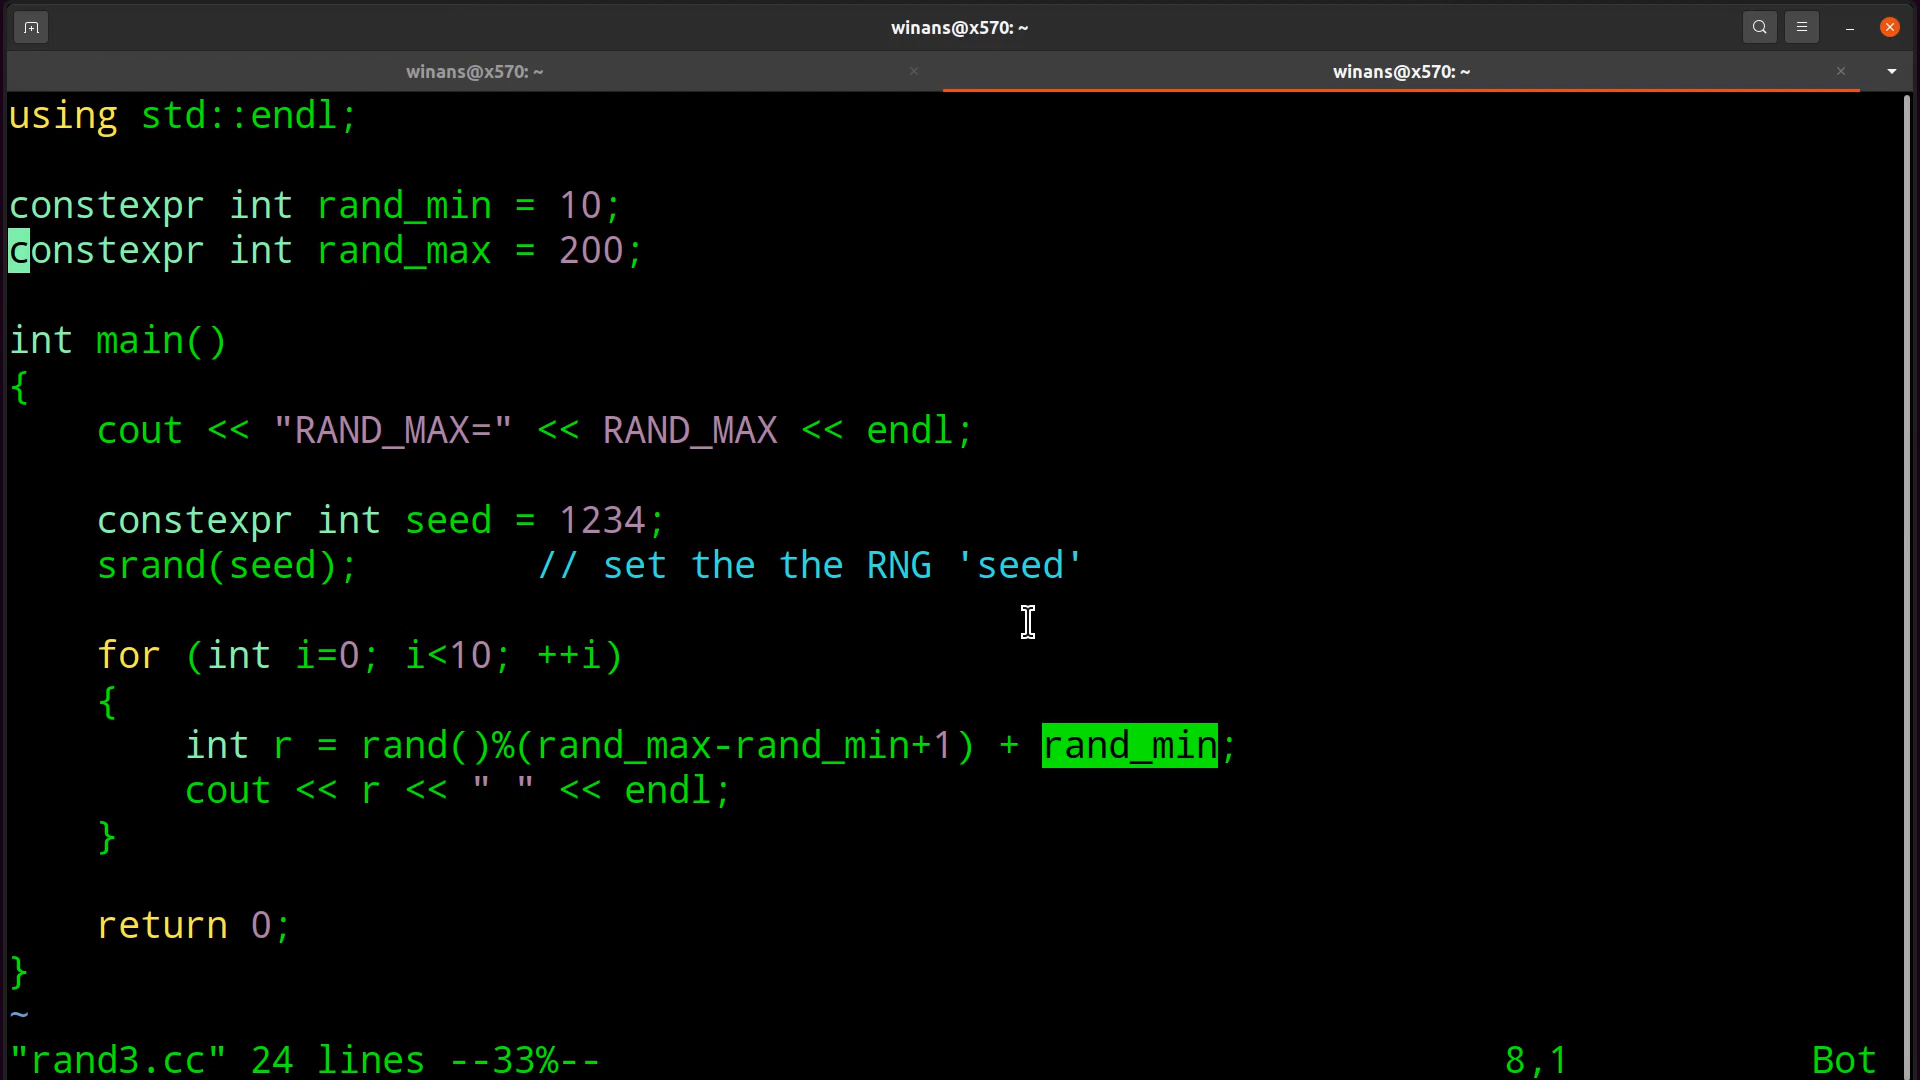 winans@x570: ~
winans@x570: ~
winans@x570: ~
using std::endl;
constexpr int rand_min = 10;
constexpr int rand_max = 200;
int main()
{
    cout << "RAND_MAX=" << RAND_MAX << endl;
    constexpr int seed = 1234;
    srand(seed);        // set the the RNG 'seed'
    for (int i=0; i<10; ++i)
    {
        int r = rand()%(rand_max-rand_min+1) + rand_min;
        cout << r << " " << endl;
    }
    return 0;
}
~
"rand3.cc" 24 lines --33%-- 8,1 Bot